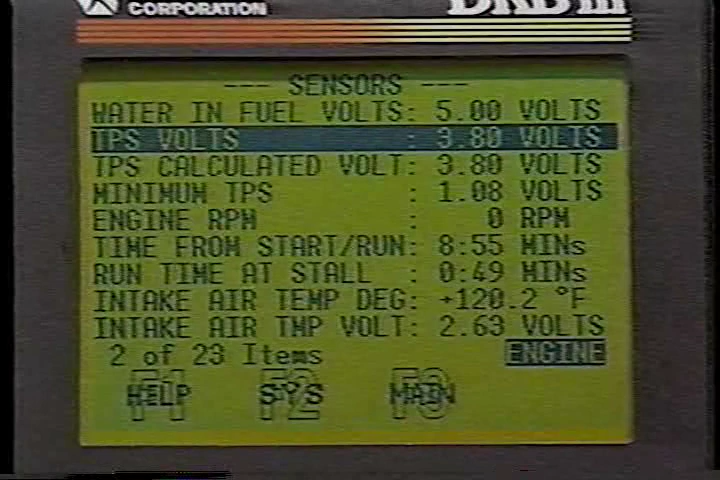 CORPORATION DRB III
--- SENSORS ---
WATER IN FUEL VOLTS: 5.00 VOLTS
TPS VOLTS : 3.80 VOLTS
TPS CALCULATED VOLT: 3.80 VOLTS
MINIMUM TPS : 1.08 VOLTS
ENGINE RPM : 0 RPM
TIME FROM START/RUN: 8:55 MINs
RUN TIME AT STALL : 0:49 MINs
INTAKE AIR TEMP DEG: +120.2 °F
INTAKE AIR TMP VOLT: 2.63 VOLTS
2 of 23 Items ENGINE
F1 F2 F3
HELP SYS MAIN